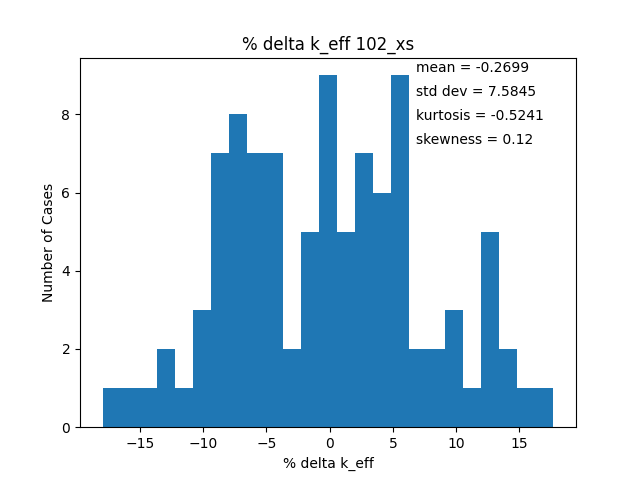 % delta k_eff 102_xs
mean = -0.2699
std dev = 7.5845
kurtosis = -0.5241
skewness = 0.12
Number of Cases
8
6
4
2
0
−15 −10 −5 0 5 10 15
% delta k_eff